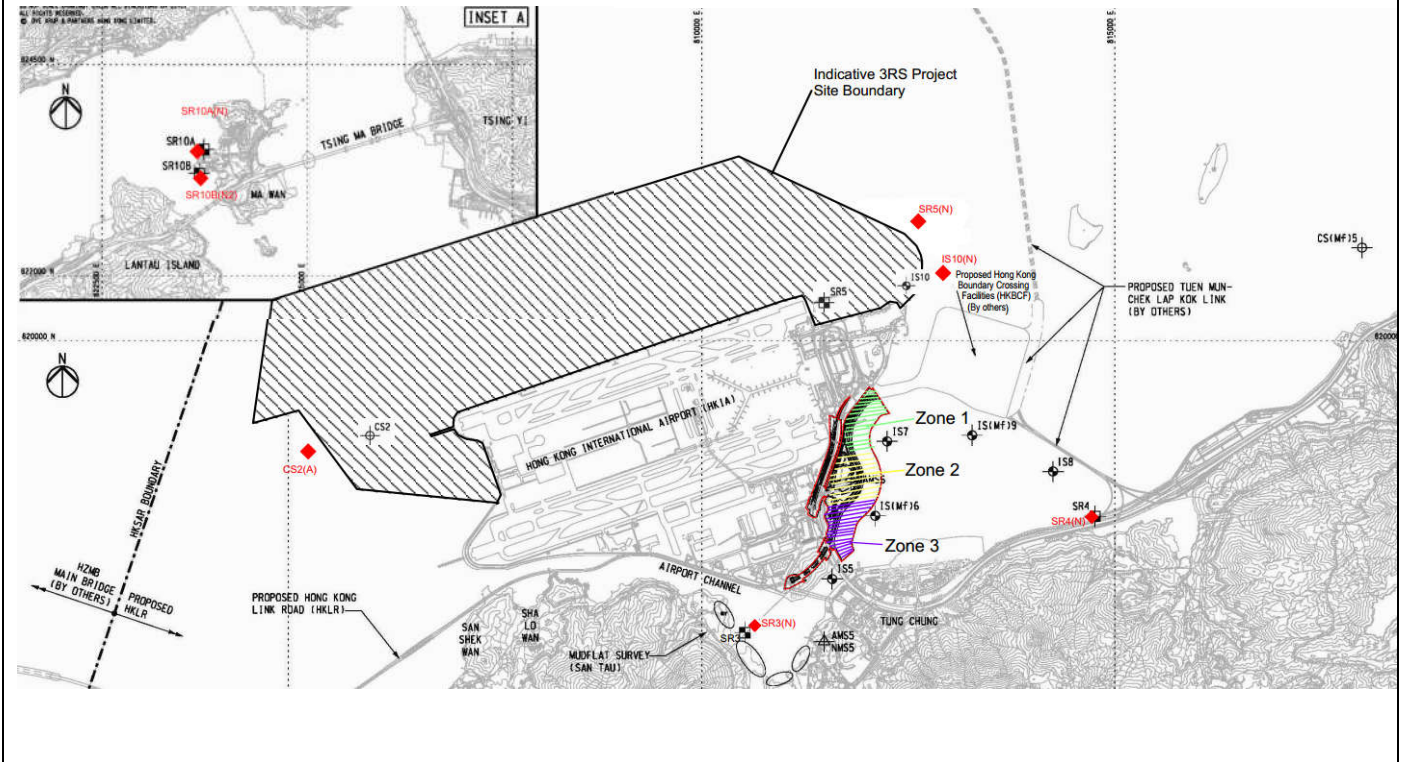 ALL RIGHTS RESERVED.
© OVE ARUP & PARTNERS HONG KONG LIMITED.
INSET A
824500 N
N
SR10A(N)
SR10A
SR10B
SR10B(N2)
MA WAN
TSING MA BRIDGE
TSING YI
LANTAU ISLAND
822000 N
822500 E
810000 E
815000 E
Indicative 3RS Project
Site Boundary
SR5(N)
IS10(N)
IS10
SR5
Proposed Hong Kong
Boundary Crossing
Facilities (HKBCF)
(By others)
CS(Mf)5
PROPOSED TUEN MUN-
CHEK LAP KOK LINK
(BY OTHERS)
820000 N
820000
N
CS2
CS2(A)
HKSAR BOUNDARY
HONG KONG INTERNATIONAL AIRPORT (HKIA)
Zone 1
IS7
IS(Mf)9
Zone 2
IS8
IS(Mf)6
SR4
SR4(N)
Zone 3
IS5
AIRPORT CHANNEL
HZMB
MAIN BRIDGE
(BY OTHERS)
PROPOSED
HKLR
PROPOSED HONG KONG
LINK ROAD (HKLR)
SAN
SHEK
WAN
SHA
LO
WAN
MUDFLAT SURVEY
(SAN TAU)
SR3
SR3(N)
TUNG CHUNG
AMS5
NMS5